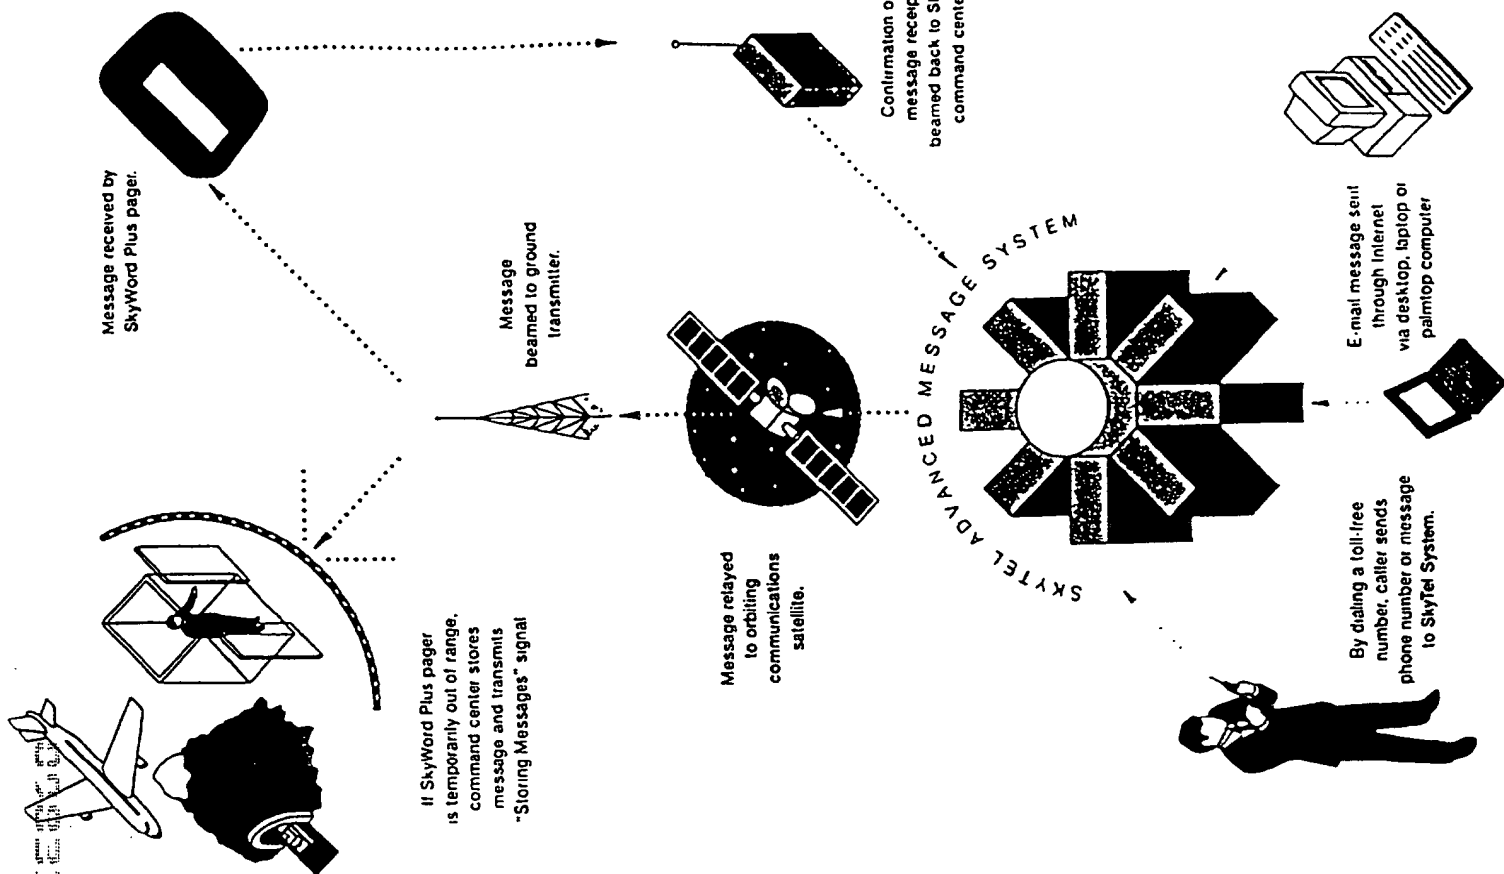 Message received by
SkyWord Plus pager.
Confirmation
message
beamed back to
command
Message
beamed to ground
transmitter.
If SkyWord Plus pager
is temporarily out of range,
command center stores
message and transmits
"Storing Messages" signal
Message relayed
to orbiting
communications
satellite.
SKYTEL ADVANCED MESSAGE SYSTEM
E-mail message sent
through Internet
via desktop, laptop or
palmtop computer
By dialing a toll-free
number, caller sends
phone number or message
to SkyTel System.